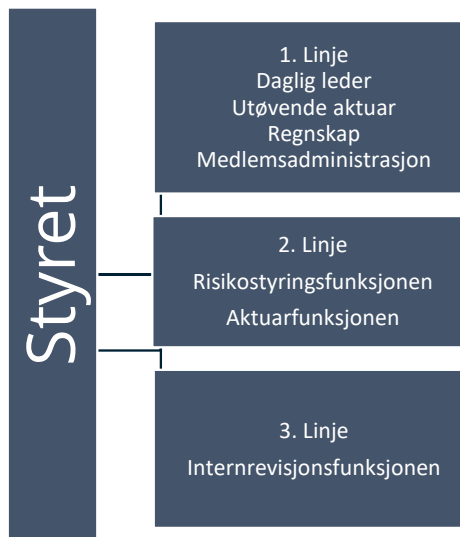 Styret
1. Linje
Daglig leder
Utøvende aktuar
Regnskap
Medlemsadministrasjon
2. Linje
Risikostyringsfunksjonen
Aktuarfunksjonen
3. Linje
Internrevisjonsfunksjonen